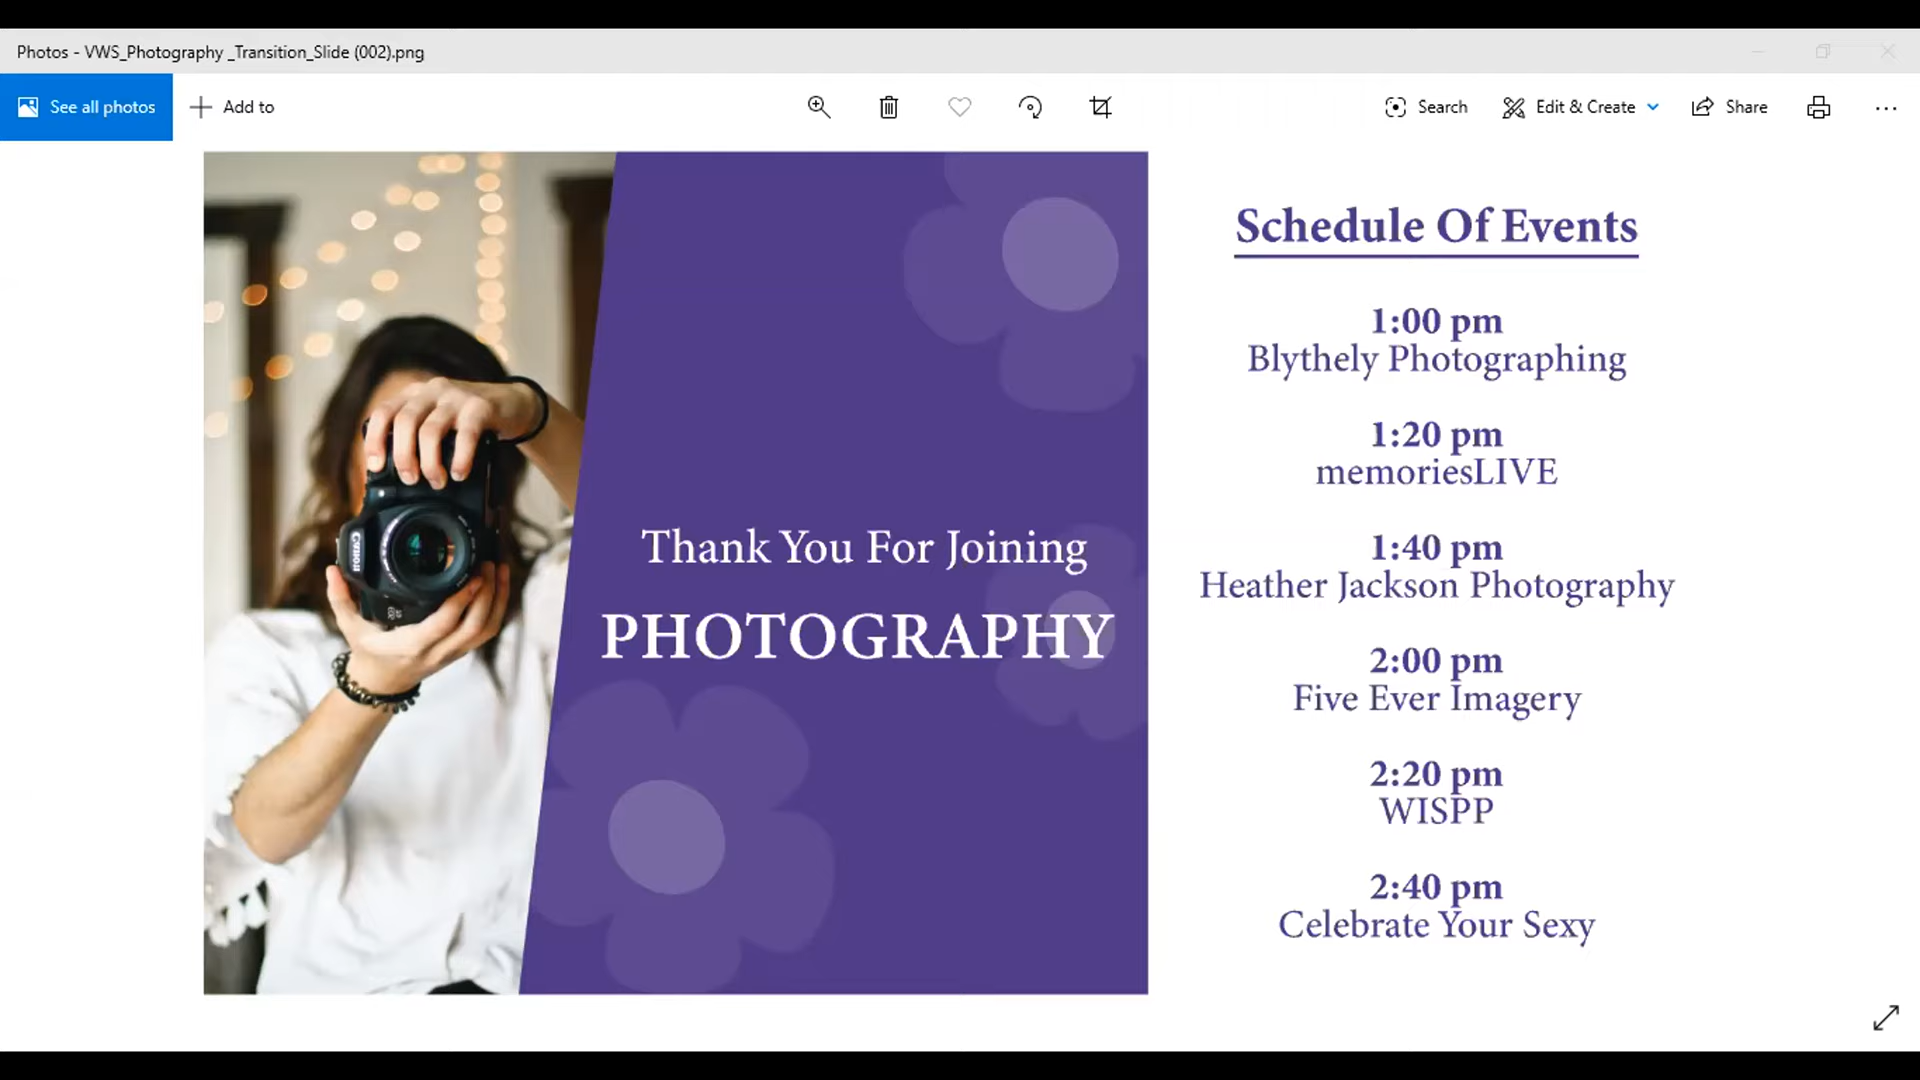 Photos - VWS_Photography _Transition_Slide (002).png
See all photos
Add to
Search
Edit & Create
Share
Schedule Of Events
1:00 pm
Blythely Photographing
1:20 pm
memoriesLIVE
1:40 pm
Heather Jackson Photography
2:00 pm
Five Ever Imagery
2:20 pm
WISPP
2:40 pm
Celebrate Your Sexy
Thank You For Joining
PHOTOGRAPHY
Canon